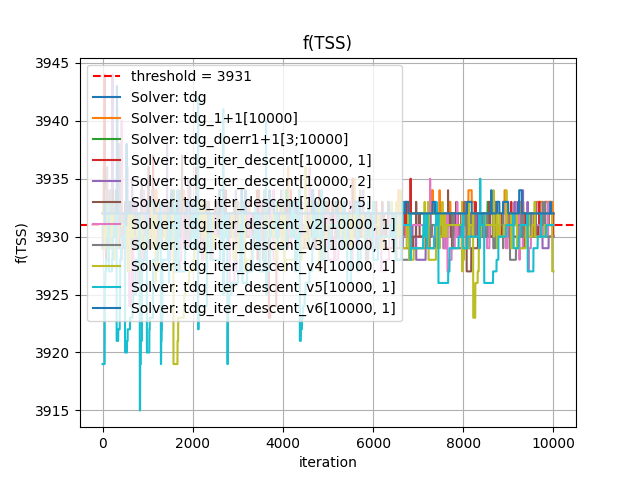 f(TSS)
3945
3940
3935
3930
3925
3920
3915
f(TSS)
threshold = 3931
Solver: tdg
Solver: tdg_1+1[10000]
Solver: tdg_doerr1+1[3;10000]
Solver: tdg_iter_descent[10000, 1]
Solver: tdg_iter_descent[10000, 2]
Solver: tdg_iter_descent[10000, 5]
Solver: tdg_iter_descent_v2[10000, 1]
Solver: tdg_iter_descent_v3[10000, 1]
Solver: tdg_iter_descent_v4[10000, 1]
Solver: tdg_iter_descent_v5[10000, 1]
Solver: tdg_iter_descent_v6[10000, 1]
0 2000 4000 6000 8000 10000
iteration